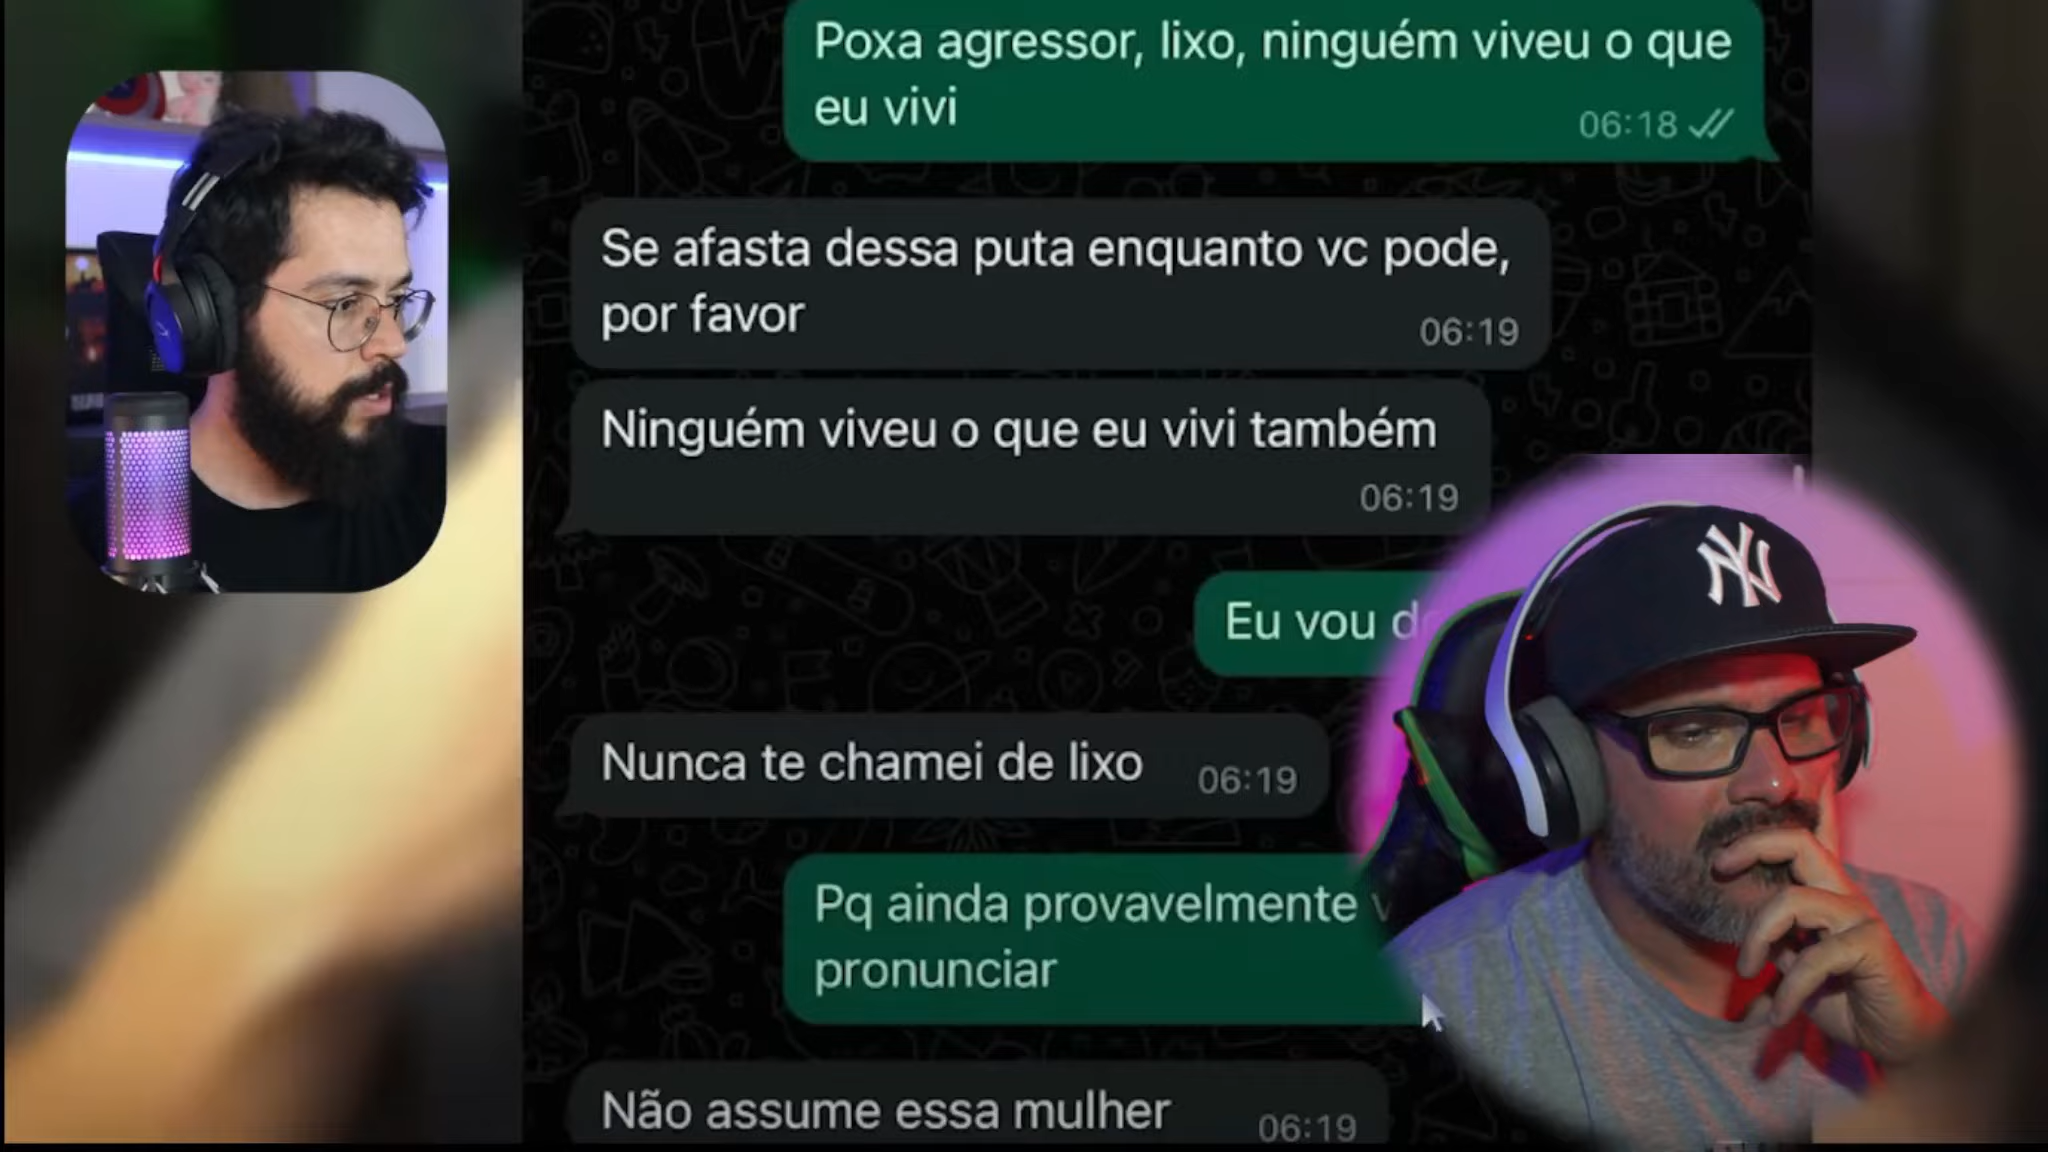 Poxa agressor, lixo, ninguém viveu o que
eu vivi
06:18
Se afasta dessa puta enquanto vc pode,
por favor
06:19
Ninguém viveu o que eu vivi também
06:19
Eu vou
Nunca te chamei de lixo 06:19
Pq ainda provavelmente
pronunciar
Não assume essa mulher 06:19
NY